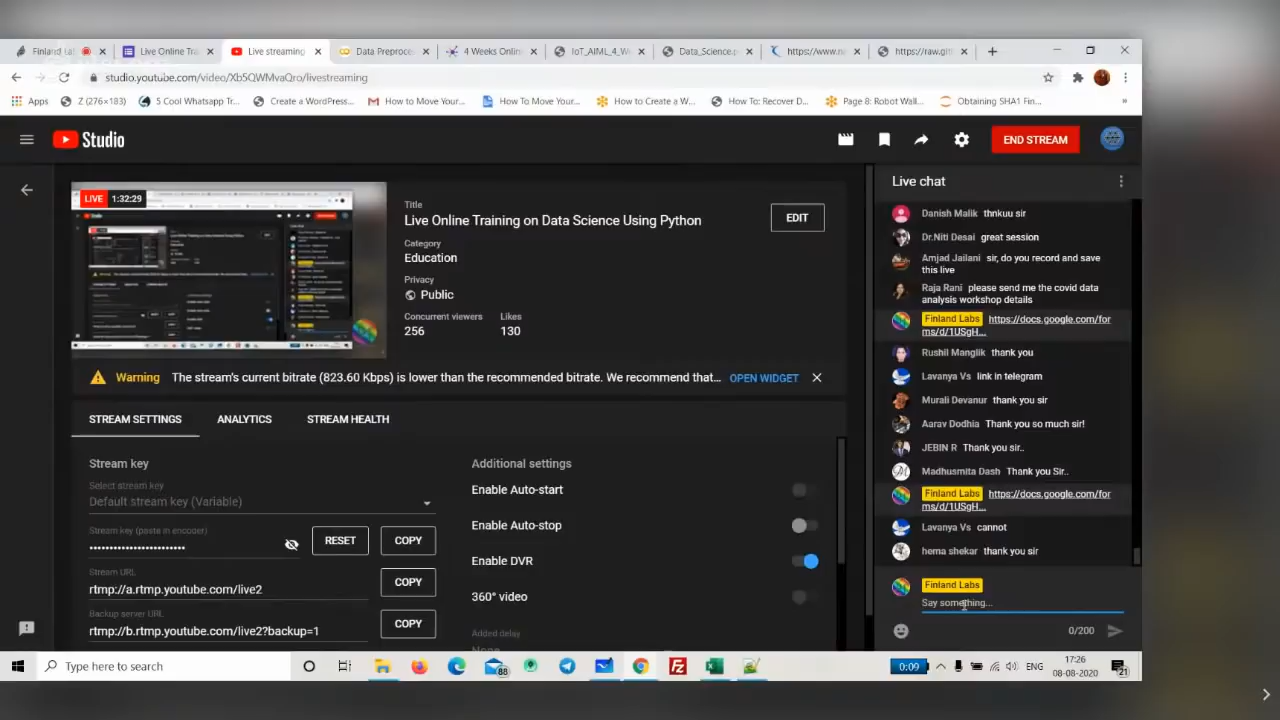 Finland Lab
Live Online Tra
Live streaming
Data Preproce
4 Weeks Onlin
IoT_AIML_4_W
Data_Science.p
https://www.n
https://raw.git
studio.youtube.com/video/Xb5QWMvaQro/livestreaming
Apps
Z (276×183)
5 Cool Whatsapp Tr...
Create a WordPress...
How to Move Your...
How To Move Your...
How to Create a W...
How To: Recover D...
Page 8: Robot Wall...
Obtaining SHA1 Fin...
Studio
END STREAM
LIVE 1:32:29
Title
Live Online Training on Data Science Using Python
EDIT
Category
Education
Privacy
Public
Concurrent viewers
Likes
256
130
Warning The stream's current bitrate (823.60 Kbps) is lower than the recommended bitrate. We recommend that... OPEN WIDGET
STREAM SETTINGS
ANALYTICS
STREAM HEALTH
Stream key
Select stream key
Default stream key (Variable)
Stream key (paste in encoder)
RESET
COPY
Stream URL
rtmp://a.rtmp.youtube.com/live2
COPY
Backup server URL
rtmp://b.rtmp.youtube.com/live2?backup=1
COPY
Additional settings
Enable Auto-start
Enable Auto-stop
Enable DVR
360° video
Added delay
None
Live chat
Danish Malik thnkuu sir
Dr.Niti Desai great session
Amjad Jailani sir, do you record and save
this live
Raja Rani please send me the covid data
analysis workshop details
Finland Labs https://docs.google.com/for
ms/d/1USgH...
Rushil Manglik thank you
Lavanya Vs link in telegram
Murali Devanur thank you sir
Aarav Dodhia Thank you so much sir!
JEBIN R Thank you sir..
Madhusmita Dash Thank You Sir..
Finland Labs https://docs.google.com/for
ms/d/1USgH...
Lavanya Vs cannot
hema shekar thank you sir
Finland Labs
Say something...
0/200
Type here to search
88
0:09
ENG
17:26
08-08-2020
21